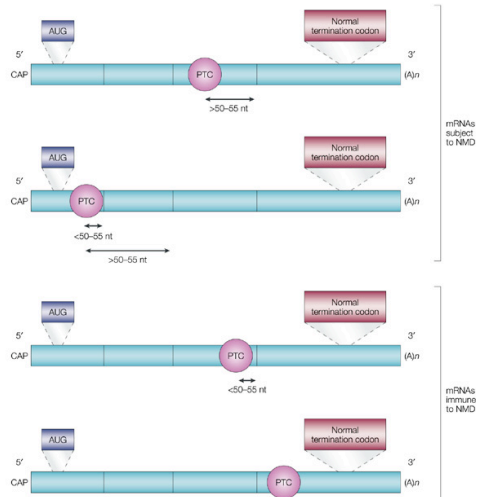 AUG
Normal
termination codon
5′
3′
CAP
PTC
(A)n
>50–55 nt
mRNAs
subject
to NMD
AUG
Normal
termination codon
5′
3′
CAP
PTC
(A)n
<50–55 nt
>50–55 nt
AUG
Normal
termination codon
5′
3′
CAP
PTC
(A)n
<50–55 nt
mRNAs
immune
to NMD
AUG
Normal
termination codon
5′
3′
CAP
PTC
(A)n